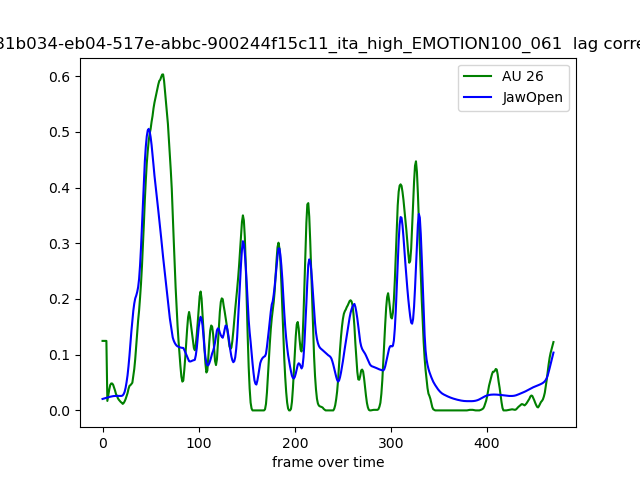 31b034-eb04-517e-abbc-900244f15c11_ita_high_EMOTION100_061 lag corre
AU 26
JawOpen
0.6
0.5
0.4
0.3
0.2
0.1
0.0
0 100 200 300 400
frame over time